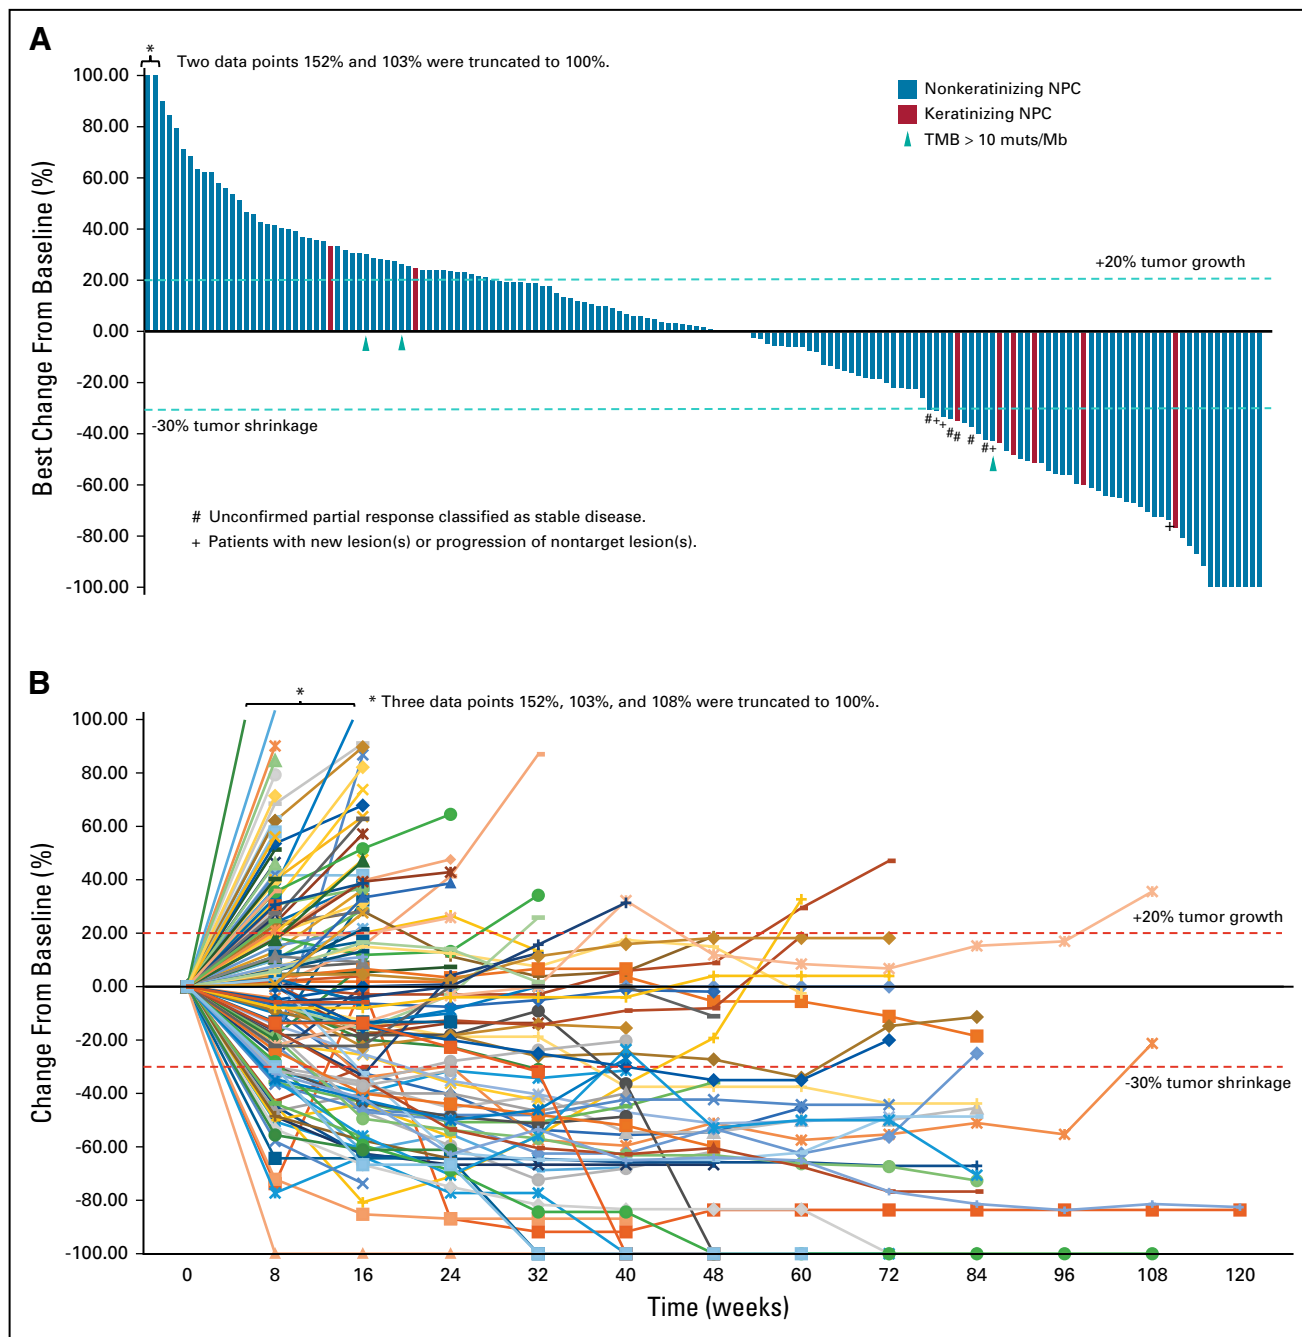 A
*
Two data points 152% and 103% were truncated to 100%.
Best Change From Baseline (%)
100.00
80.00
60.00
40.00
20.00
0.00
-20.00
-40.00
-60.00
-80.00
-100.00
Nonkeratinizing NPC
Keratinizing NPC
TMB > 10 muts/Mb
+20% tumor growth
-30% tumor shrinkage
#++##
#
#+
+
# Unconfirmed partial response classified as stable disease.
+ Patients with new lesion(s) or progression of nontarget lesion(s).
B
*
* Three data points 152%, 103%, and 108% were truncated to 100%.
Change From Baseline (%)
100.00
80.00
60.00
40.00
20.00
0.00
-20.00
-40.00
-60.00
-80.00
-100.00
+20% tumor growth
-30% tumor shrinkage
0 8 16 24 32 40 48 60 72 84 96 108 120
Time (weeks)